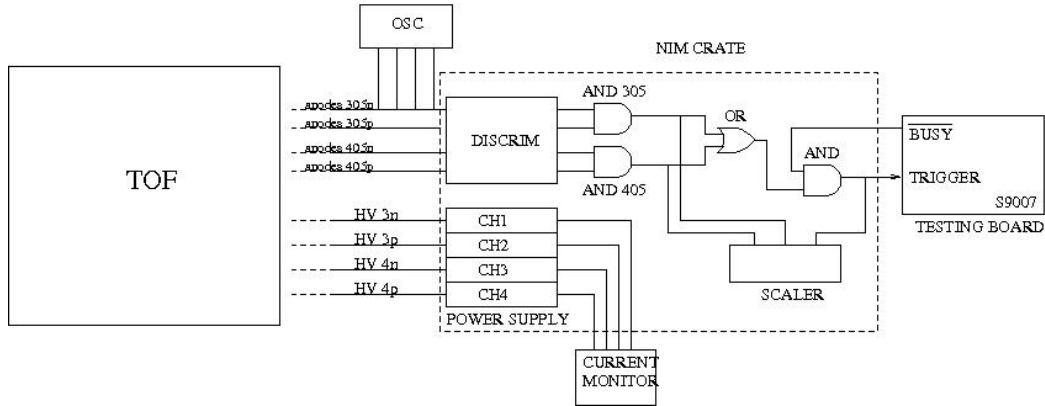 OSC
NIM CRATE
TOF
anodes 305n
anodes 305p
anodes 405n
anodes 405p
DISCRIM
AND 305
AND 405
OR
AND
BUSY
TRIGGER
S9007
TESTING BOARD
HV 3n
HV 3p
HV 4n
HV 4p
CH1
CH2
CH3
CH4
POWER SUPPLY
SCALER
CURRENT
MONITOR